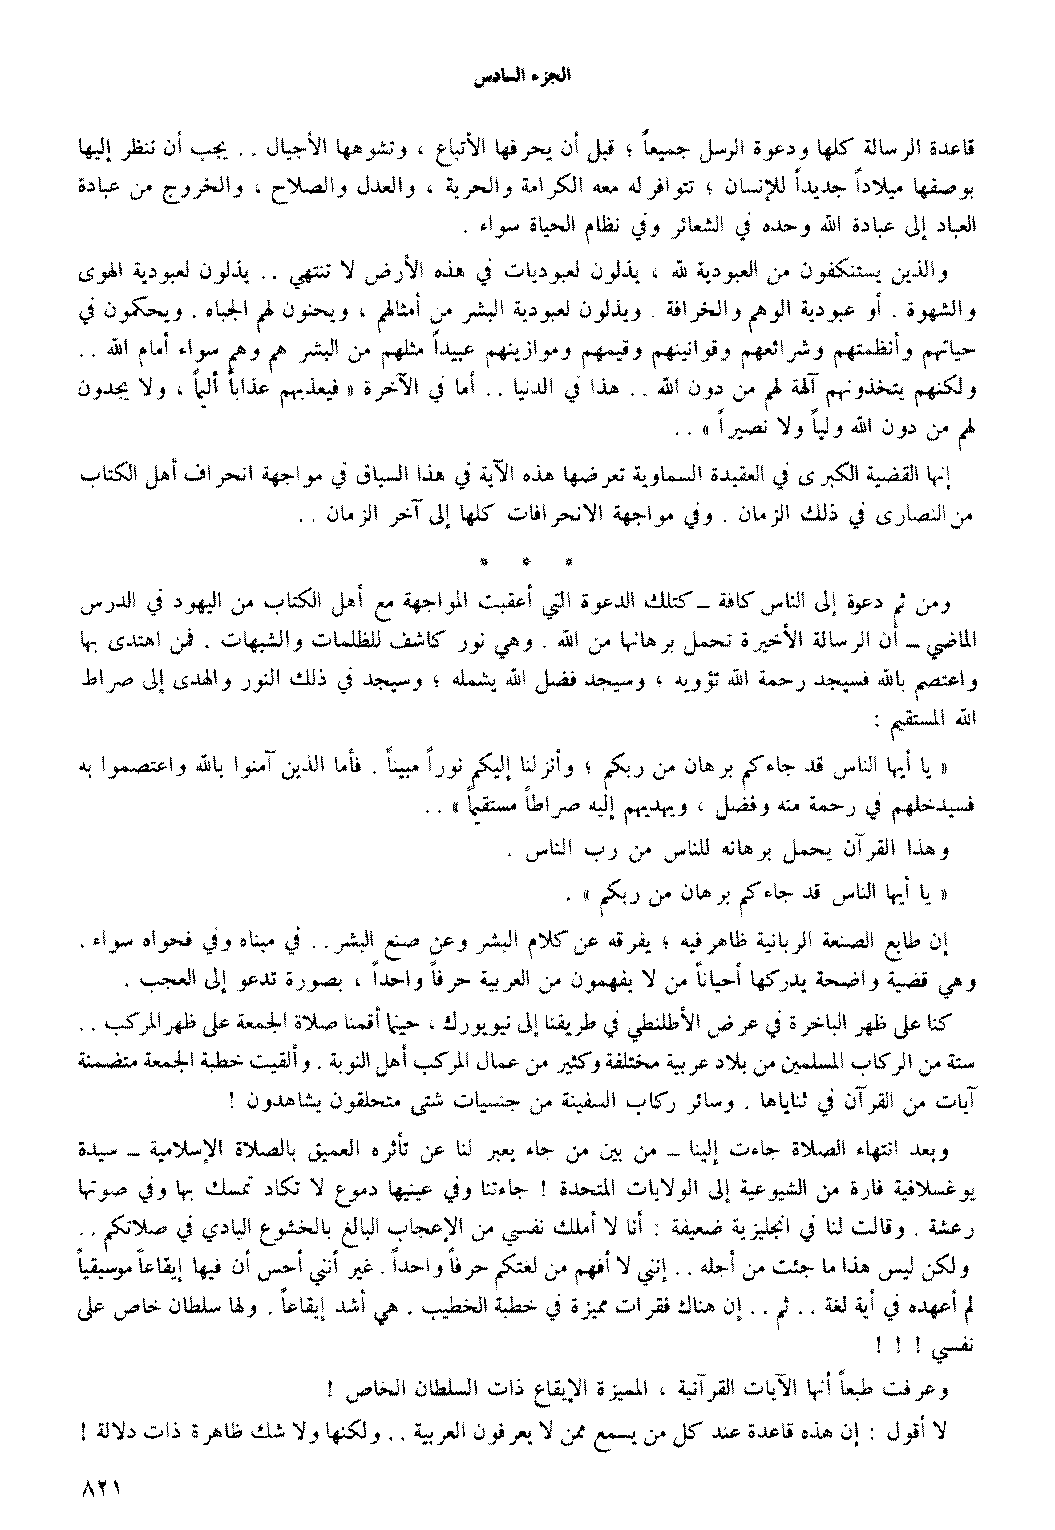 الجزء السادس
قاعدة الرسالة كلها ودعوة الرسل جميعاً ؛ قبل أن يحرفها الأتباع ، وتشوهها الأجيال .. يجب أن ننظر إليها
بوصفها ميلاداً جديداً للإنسان ؛ تتوافر له معه الكرامة والحرية ، والعدل والصلاح ، والخروج من عبادة
العباد إلى عبادة الله وحده في الشعائر وفي نظام الحياة سواء .
والذين يستنكفون من العبودية لله ، يذلون لعبوديات في هذه الأرض لا تنتهي .. يذلون لعبودية الهوى
والشهوة . أو عبودية الوهم والخرافة . ويذلون لعبودية البشر من أمثالهم ، ويحنون لهم الجباه . ويحكمون في
حياتهم وأنظمتهم وشرائعهم وقوانينهم وقيمهم وموازينهم عبيداً مثلهم من البشر هم وهم سواء أمام الله ..
ولكنهم يتخذونهم آلهة لهم من دون الله .. هذا في الدنيا .. أما في الآخرة « فيعذبهم عذاباً أليماً ، ولا يجدون
لهم من دون الله ولياً ولا نصيراً » ..
إنها القضية الكبرى في العقيدة السماوية تعرضها هذه الآية في هذا السياق في مواجهة انحراف أهل الكتاب
من النصارى في ذلك الزمان . وفي مواجهة الانحرافات كلها إلى آخر الزمان ..
* * *
ومن ثم دعوة إلى الناس كافة – كتلك الدعوة التي أعقبت المواجهة مع أهل الكتاب من اليهود في الدرس
الماضي – أن الرسالة الأخيرة تحمل برهانها من الله . وهي نور كاشف للظلمات والشبهات . فمن اهتدى بها
واعتصم بالله فسيجد رحمة الله تؤويه ؛ وسيجد فضل الله يشمله ؛ وسيجد في ذلك النور والهدى إلى صراط
الله المستقيم :
« يا أيها الناس قد جاءكم برهان من ربكم ؛ وأنزلنا إليكم نوراً مبيناً . فأما الذين آمنوا بالله واعتصموا به
فسيدخلهم في رحمة منه وفضل ، ويهديهم إليه صراطاً مستقيماً » ..
وهذا القرآن يحمل برهانه للناس من رب الناس .
« يا أيها الناس قد جاءكم برهان من ربكم » .
إن طابع الصنعة الربانية ظاهر فيه ؛ يفرقه عن كلام البشر وعن صنع البشر .. في مبناه وفي فحواه سواء .
وهي قضية واضحة يدركها أحياناً من لا يفهمون من العربية حرفاً واحداً ، بصورة تدعو إلى العجب .
كنا على ظهر الباخرة في عرض الأطلنطي في طريقنا إلى نيويورك ، حينما أقمنا صلاة الجمعة على ظهر المركب ..
ستة من الركاب المسلمين من بلاد عربية مختلفة وكثير من عمال المركب أهل النوبة . وألقيت خطبة الجمعة متضمنة
آيات من القرآن في ثناياها . وسائر ركاب السفينة من جنسيات شتى متحلقون يشاهدون !
وبعد انتهاء الصلاة جاءت إلينا – من بين من جاء يعبر لنا عن تأثره العميق بالصلاة الإسلامية – سيدة
يوغسلافية فارة من الشيوعية إلى الولايات المتحدة ! جاءتنا وفي عينيها دموع لا تكاد تمسك بها وفي صوتها
رعشة . وقالت لنا في انجليزية ضعيفة : أنا لا أملك نفسي من الإعجاب البالغ بالخشوع البادي في صلاتكم ..
ولكن ليس هذا ما جئت من أجله .. إنني لا أفهم من لغتكم حرفاً واحداً . غير أنني أحس أن فيها إيقاعاً موسيقياً
لم أعهده في أية لغة .. ثم .. إن هناك فقرات مميزة في خطبة الخطيب . هي أشد إيقاعاً . ولها سلطان خاص على
نفسي ! ! !
وعرفت طبعاً أنها الآيات القرآنية ، المميزة الإيقاع ذات السلطان الخاص !
لا أقول : إن هذه قاعدة عند كل من يسمع ممن لا يعرفون العربية .. ولكنها ولا شك ظاهرة ذات دلالة !
٨٢١